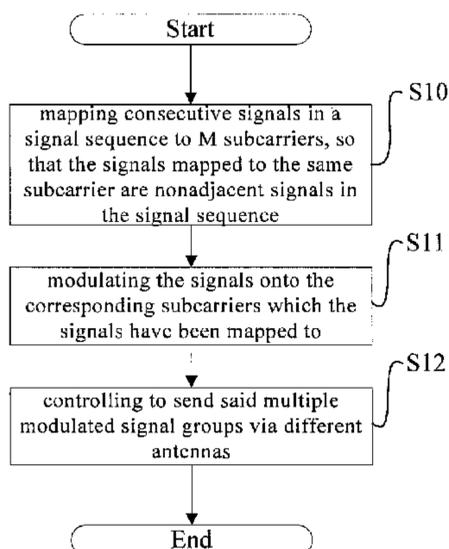 Start
mapping consecutive signals in a
signal sequence to M subcarriers, so
that the signals mapped to the same
subcarrier are nonadjacent signals in
the signal sequence
S10
modulating the signals onto the
corresponding subcarriers which the
signals have been mapped to
S11
controlling to send said multiple
modulated signal groups via different
antennas
S12
End